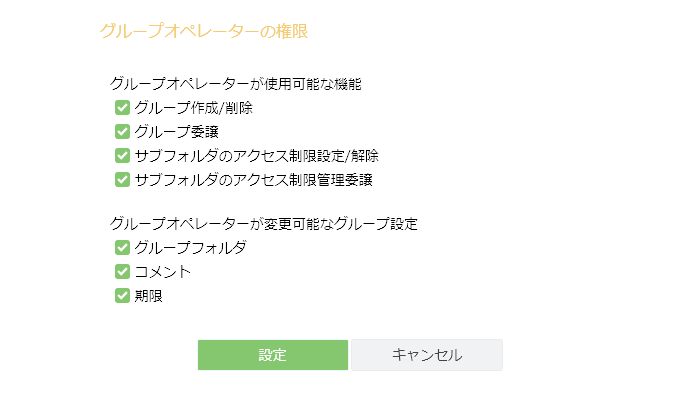 グループオペレーターの権限
グループオペレーターが使用可能な機能
グループ作成/削除
グループ委譲
サブフォルダのアクセス制限設定/解除
サブフォルダのアクセス制限管理委譲
グループオペレーターが変更可能なグループ設定
グループフォルダ
コメント
期限
設定
キャンセル